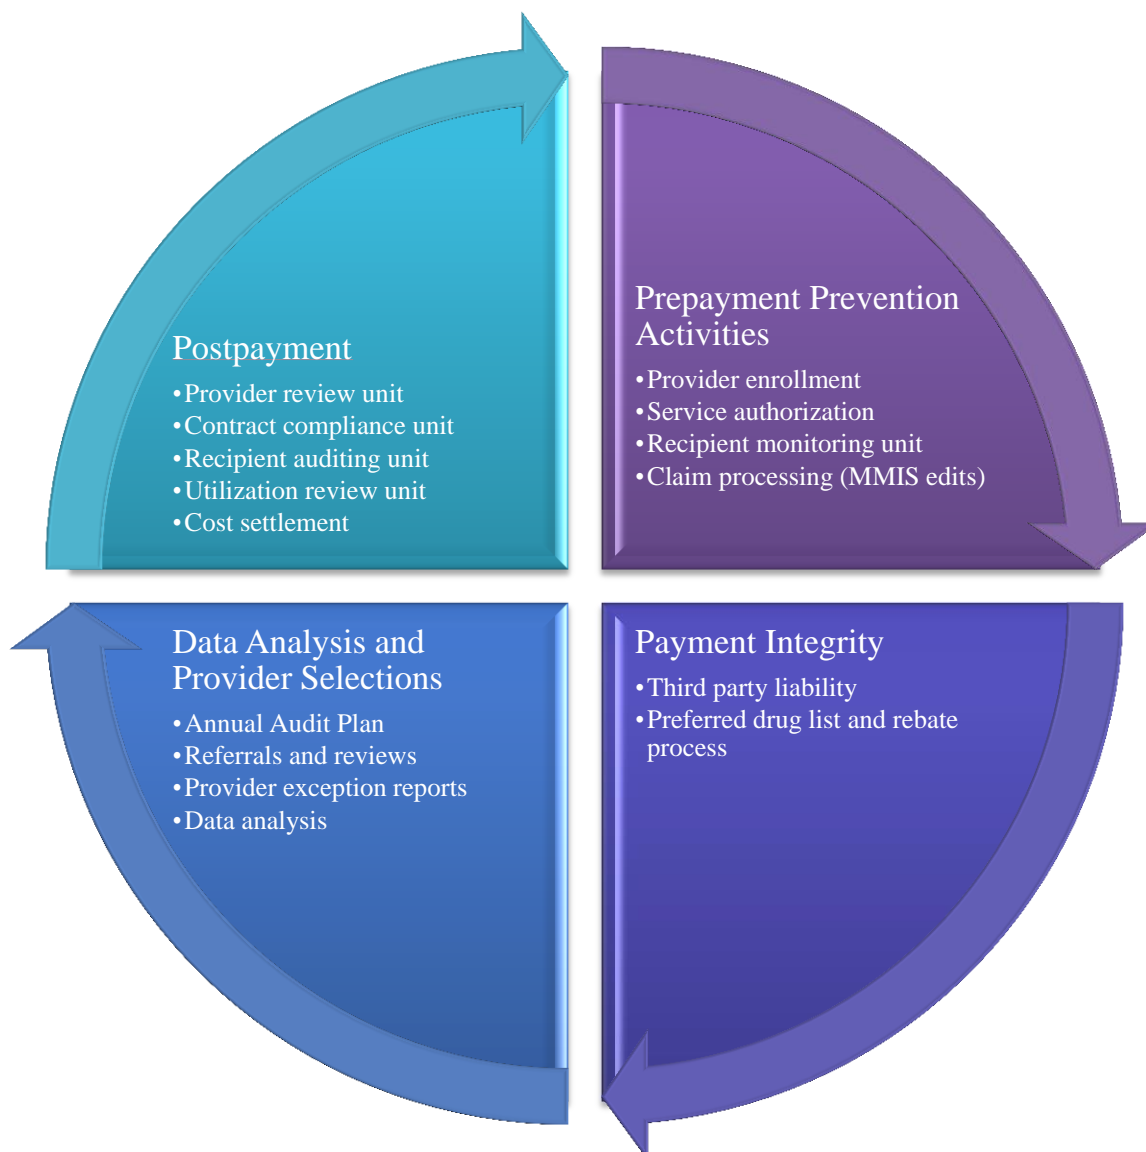 Postpayment
•Provider review unit
•Contract compliance unit
•Recipient auditing unit
•Utilization review unit
•Cost settlement
Prepayment Prevention
Activities
•Provider enrollment
•Service authorization
•Recipient monitoring unit
•Claim processing (MMIS edits)
Data Analysis and
Provider Selections
•Annual Audit Plan
•Referrals and reviews
•Provider exception reports
•Data analysis
Payment Integrity
•Third party liability
•Preferred drug list and rebate
process